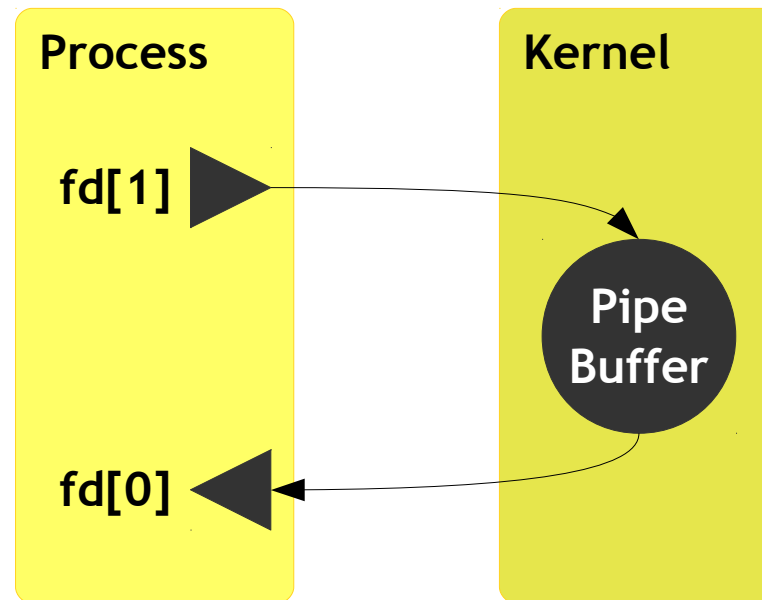 Process
Kernel
fd[1]
Pipe
Buffer
fd[0]